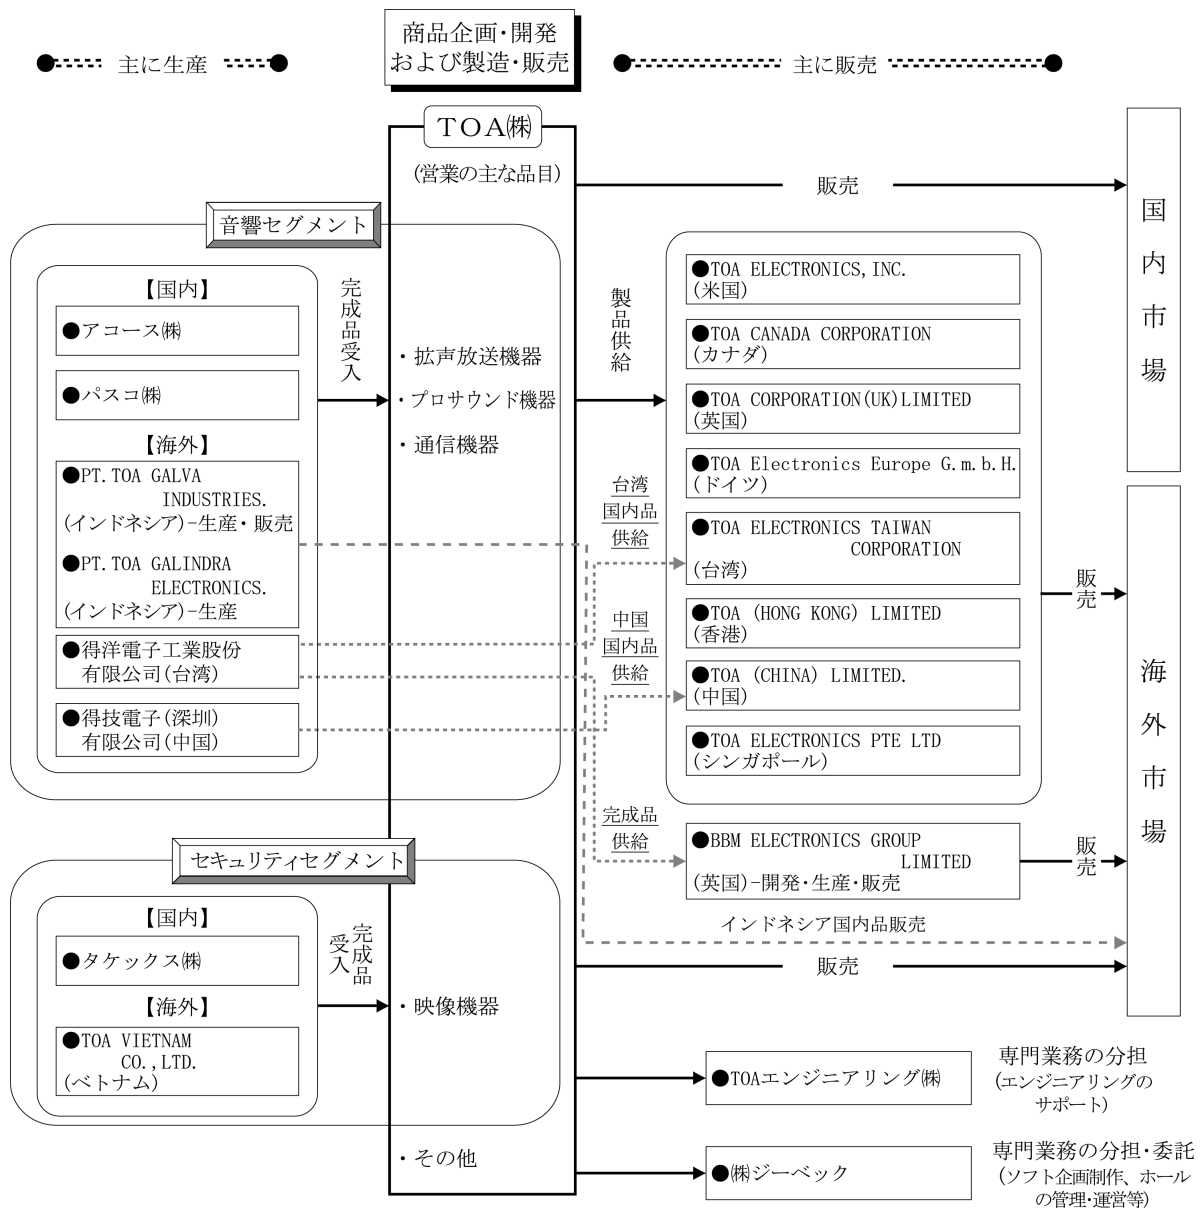 商品企画・開発
および製造・販売
主に生産
主に販売
TOA㈱
(営業の主な品目)
販売
国内市場
音響セグメント
【国内】
●アコース㈱
●パスコ㈱
【海外】
●PT.TOA GALVA
INDUSTRIES.
(インドネシア)-生産・販売
●PT.TOA GALINDRA
ELECTRONICS.
(インドネシア)-生産
●得洋電子工業股份
有限公司(台湾)
●得技電子(深圳)
有限公司(中国)
完成品受入
・拡声放送機器
・プロサウンド機器
・通信機器
製品供給
台湾
国内品
供給
中国
国内品
供給
完成品
供給
●TOA ELECTRONICS,INC.
(米国)
●TOA CANADA CORPORATION
(カナダ)
●TOA CORPORATION(UK)LIMITED
(英国)
●TOA Electronics Europe G.m.b.H.
(ドイツ)
●TOA ELECTRONICS TAIWAN
CORPORATION
(台湾)
●TOA (HONG KONG) LIMITED
(香港)
●TOA (CHINA) LIMITED.
(中国)
●TOA ELECTRONICS PTE LTD
(シンガポール)
販売
海外市場
●BBM ELECTRONICS GROUP
LIMITED
(英国)-開発・生産・販売
販売
インドネシア国内品販売
販売
セキュリティセグメント
【国内】
●タケックス㈱
【海外】
●TOA VIETNAM
CO.,LTD.
(ベトナム)
完成品
受入
・映像機器
・その他
●TOAエンジニアリング㈱
専門業務の分担
(エンジニアリングの
サポート)
●㈱ジーベック
専門業務の分担・委託
(ソフト企画制作、ホール
の管理・運営等)